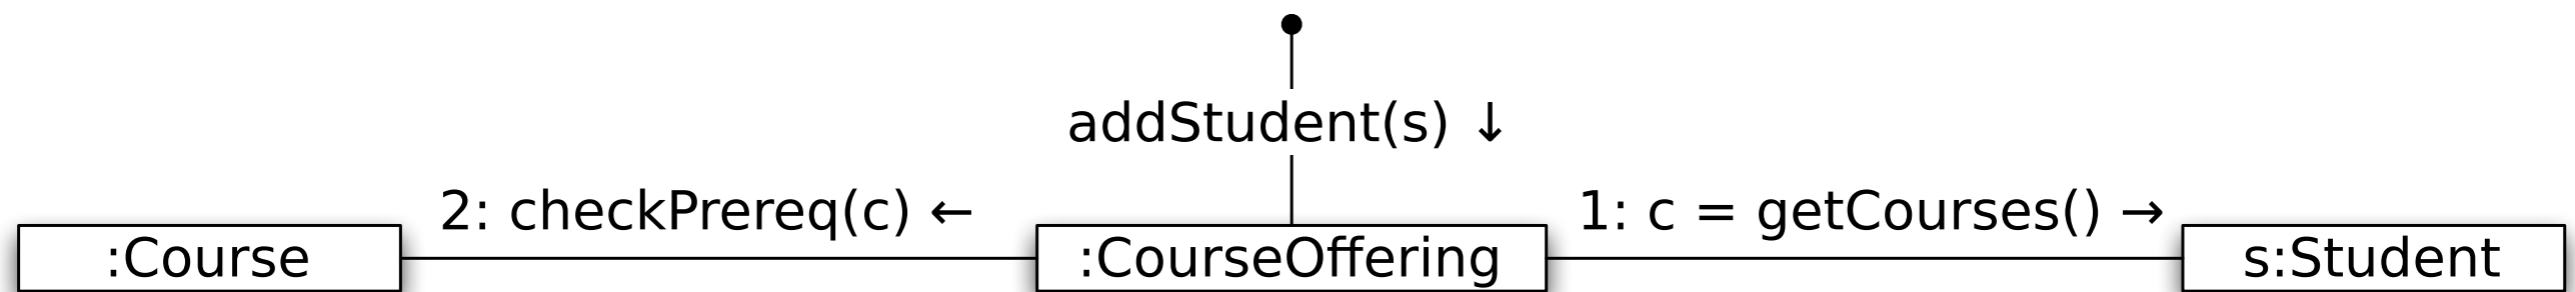 addStudent(s) ↓
2: checkPrereq(c) ←
1: c = getCourses() →
:Course
:CourseOffering
s:Student